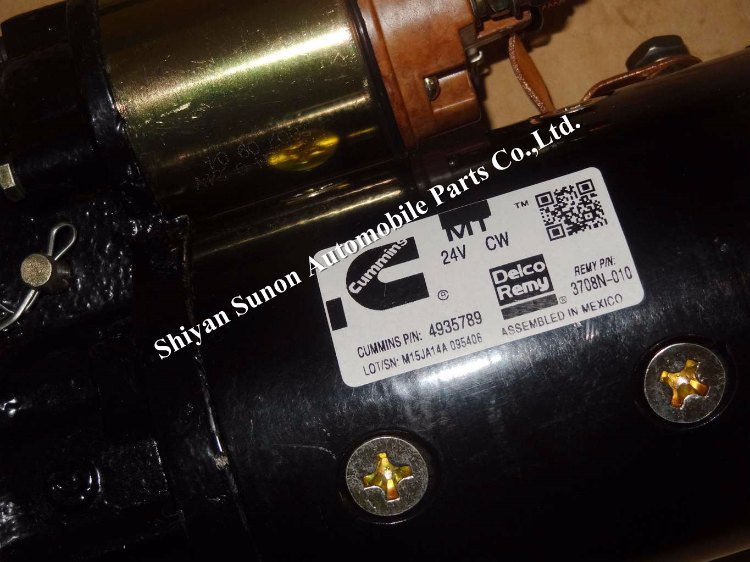 Shiyan Sunon Automobile Parts Co.,Ltd.
MT ™
24V CW
Cummins
®
Delco
Remy
®
REMY P/N:
3708N-010
CUMMINS P/N: 4935789
ASSEMBLED IN MEXICO
LOT/SN: M15JA14A 095406